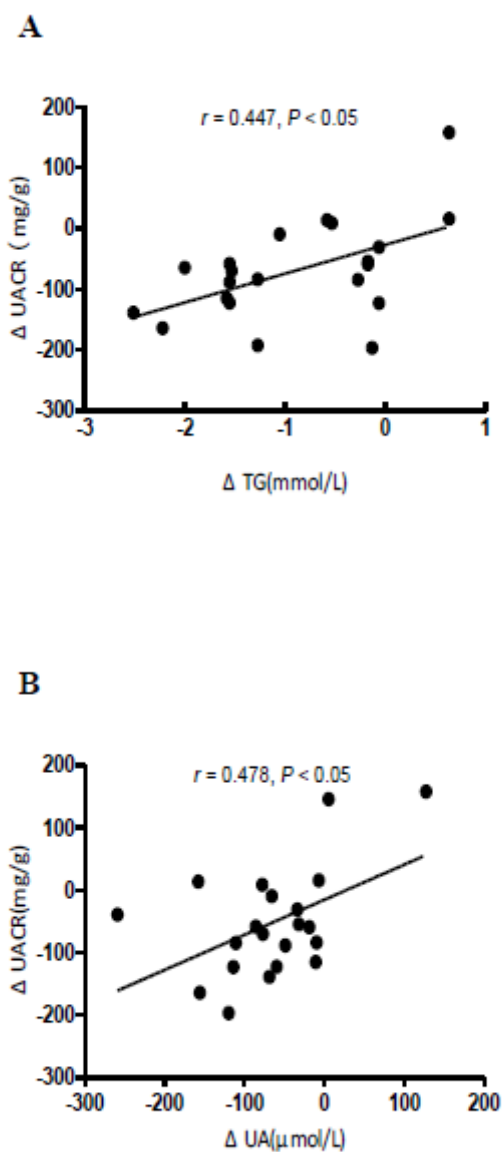 A
r = 0.447, P < 0.05
200
100
0
-100
-200
-300
Δ UACR ( mg/g)
-3 -2 -1 0 1
Δ TG(mmol/L)
B
r = 0.478, P < 0.05
200
100
0
-100
-200
-300
Δ UACR(mg/g)
-300 -200 -100 0 100 200
Δ UA(μmol/L)